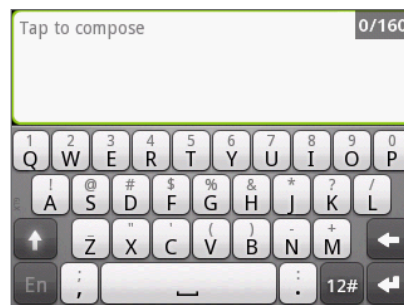 Tap to compose 0/160
1 2 3 4 5 6 7 8 9 0
Q W E R T Y U I O P
! @ # $ % & * ? /
A S D F G H J K L
_ " ' ( ) - +
Z X C V B N M
En ; , : . 12#